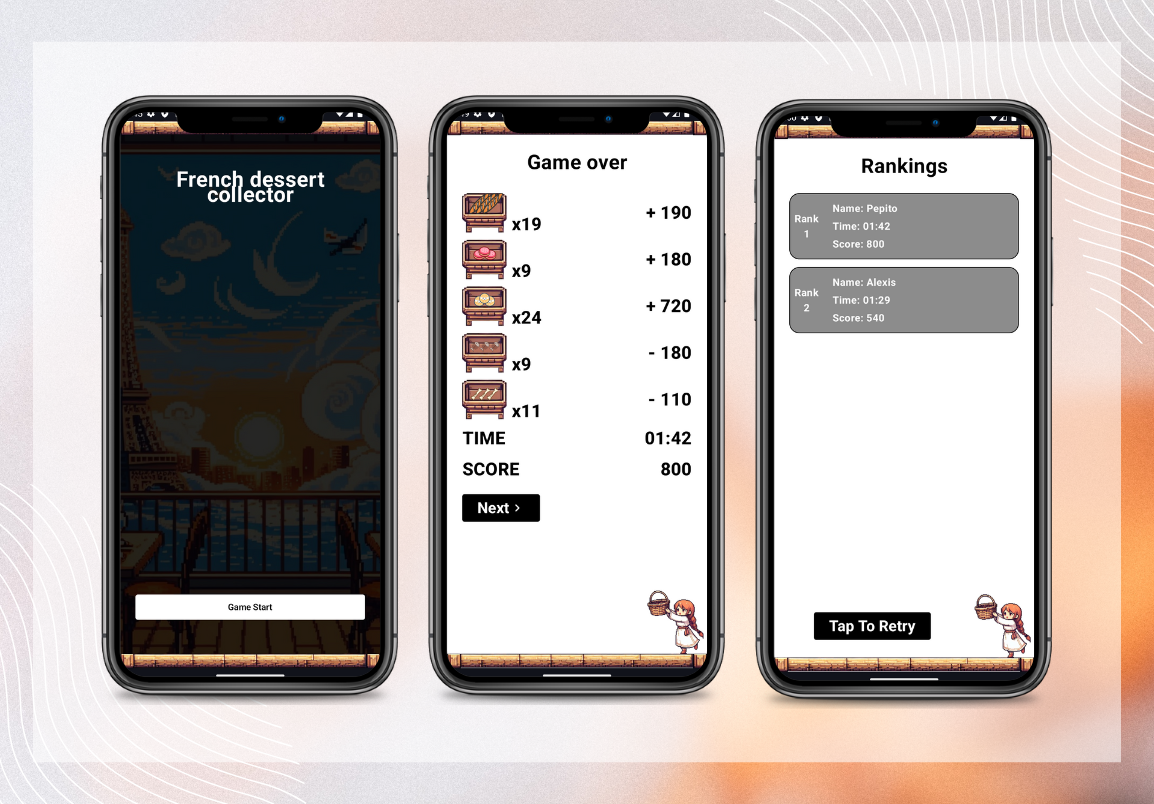 French dessert
collector
Game Start
Game over
x19 + 190
x9 + 180
x24 + 720
x9 - 180
x11 - 110
TIME 01:42
SCORE 800
Next
Rankings
Rank
1
Name: Pepito
Time: 01:42
Score: 800
Rank
2
Name: Alexis
Time: 01:29
Score: 540
Tap To Retry